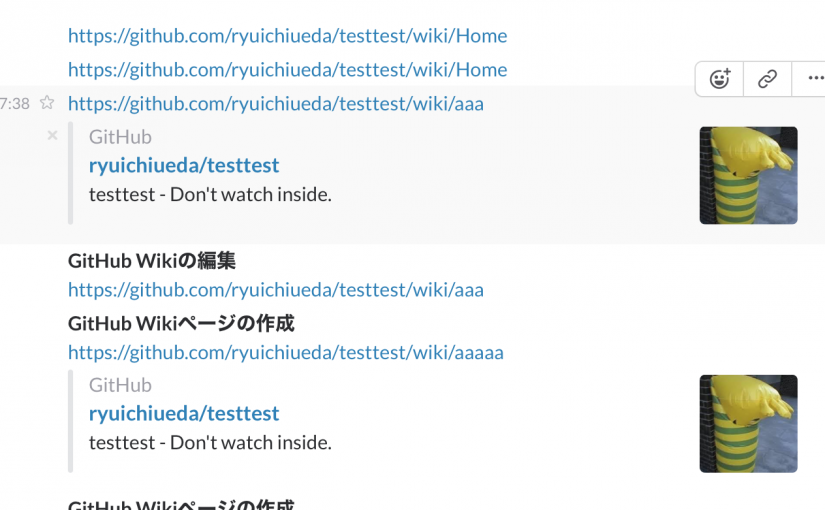 https://github.com/ryuichiueda/testtest/wiki/Home
https://github.com/ryuichiueda/testtest/wiki/Home
7:38 https://github.com/ryuichiueda/testtest/wiki/aaa
GitHub
ryuichiueda/testtest
testtest - Don't watch inside.
GitHub Wikiの編集
https://github.com/ryuichiueda/testtest/wiki/aaa
GitHub Wikiページの作成
https://github.com/ryuichiueda/testtest/wiki/aaaaa
GitHub
ryuichiueda/testtest
testtest - Don't watch inside.
GitHub Wikiページの作成